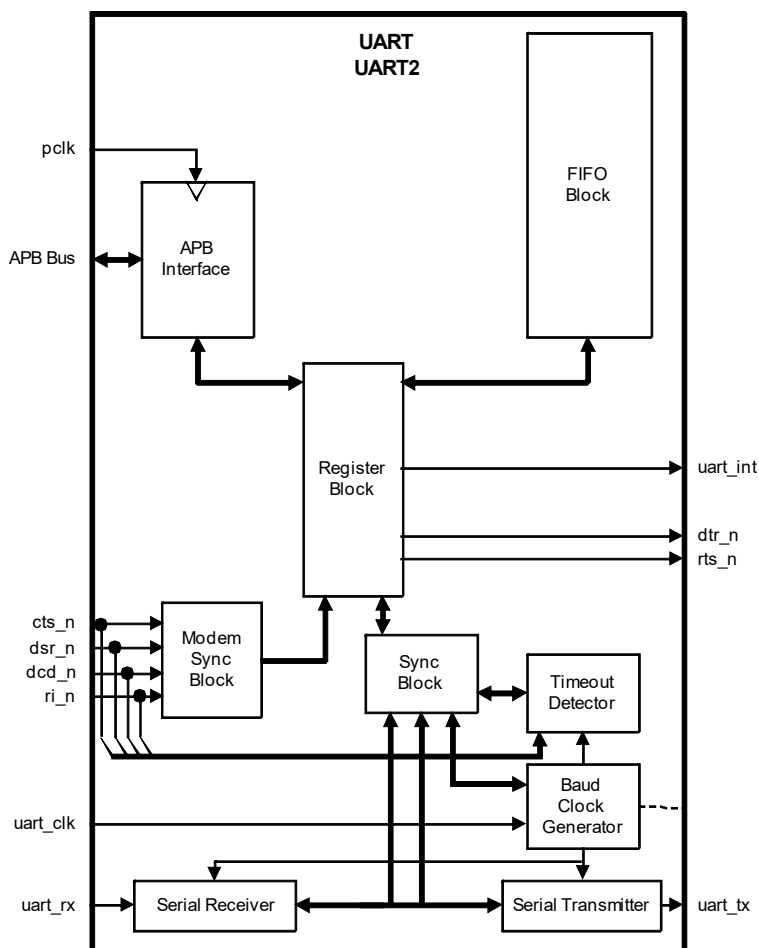 UART
UART2
pclk
FIFO
Block
APB Bus
APB
Interface
Register
Block
uart_int
dtr_n
rts_n
cts_n
dsr_n
dcd_n
ri_n
Modem
Sync
Block
Sync
Block
Timeout
Detector
uart_clk
Baud
Clock
Generator
uart_rx
Serial Receiver
Serial Transmitter
uart_tx